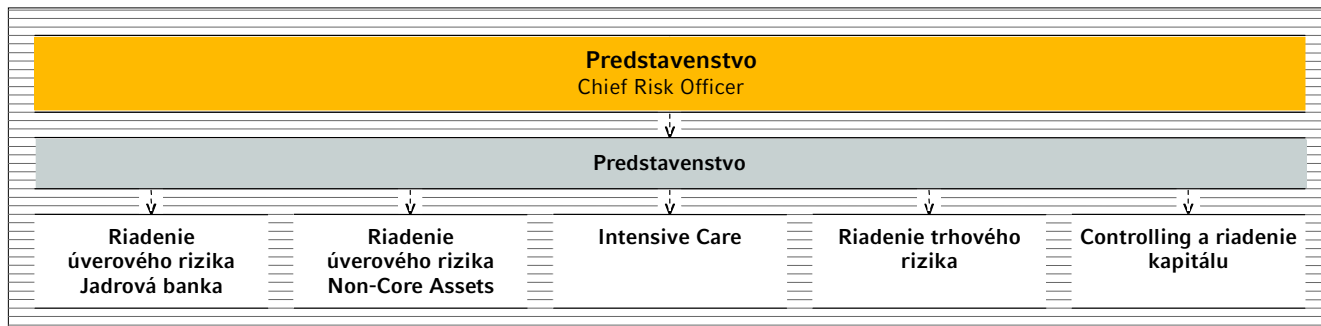 Predstavenstvo
Chief Risk Officer
Predstavenstvo
Riadenie
úverového rizika
Jadrová banka
Riadenie
úverového rizika
Non-Core Assets
Intensive Care
Riadenie trhového
rizika
Controlling a riadenie
kapitálu